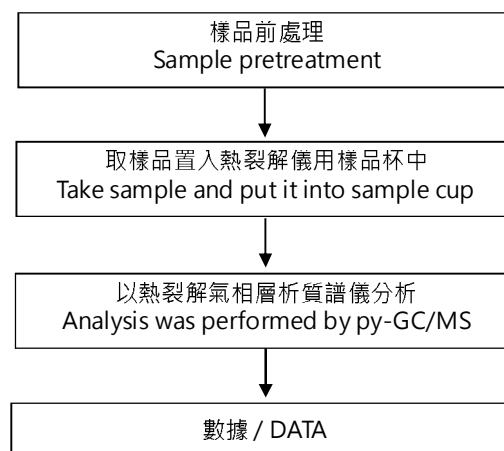 樣品前處理
Sample pretreatment
取樣品置入熱裂解儀用樣品杯中
Take sample and put it into sample cup
以熱裂解氣相層析質譜儀分析
Analysis was performed by py-GC/MS
數據 / DATA